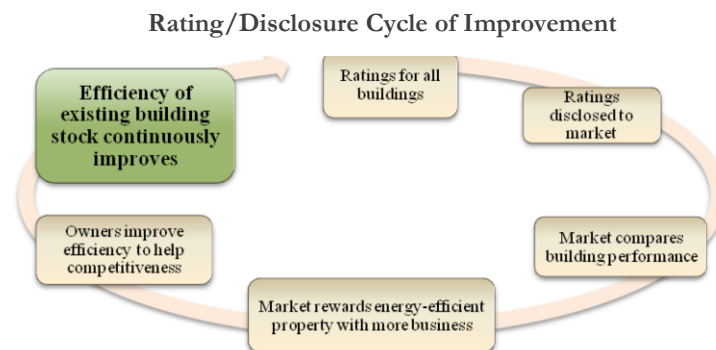 Rating/Disclosure Cycle of Improvement
Ratings for all
buildings
Ratings
disclosed to
market
Market compares
building performance
Market rewards energy-efficient
property with more business
Owners improve
efficiency to help
competitiveness
Efficiency of
existing building
stock continuously
improves